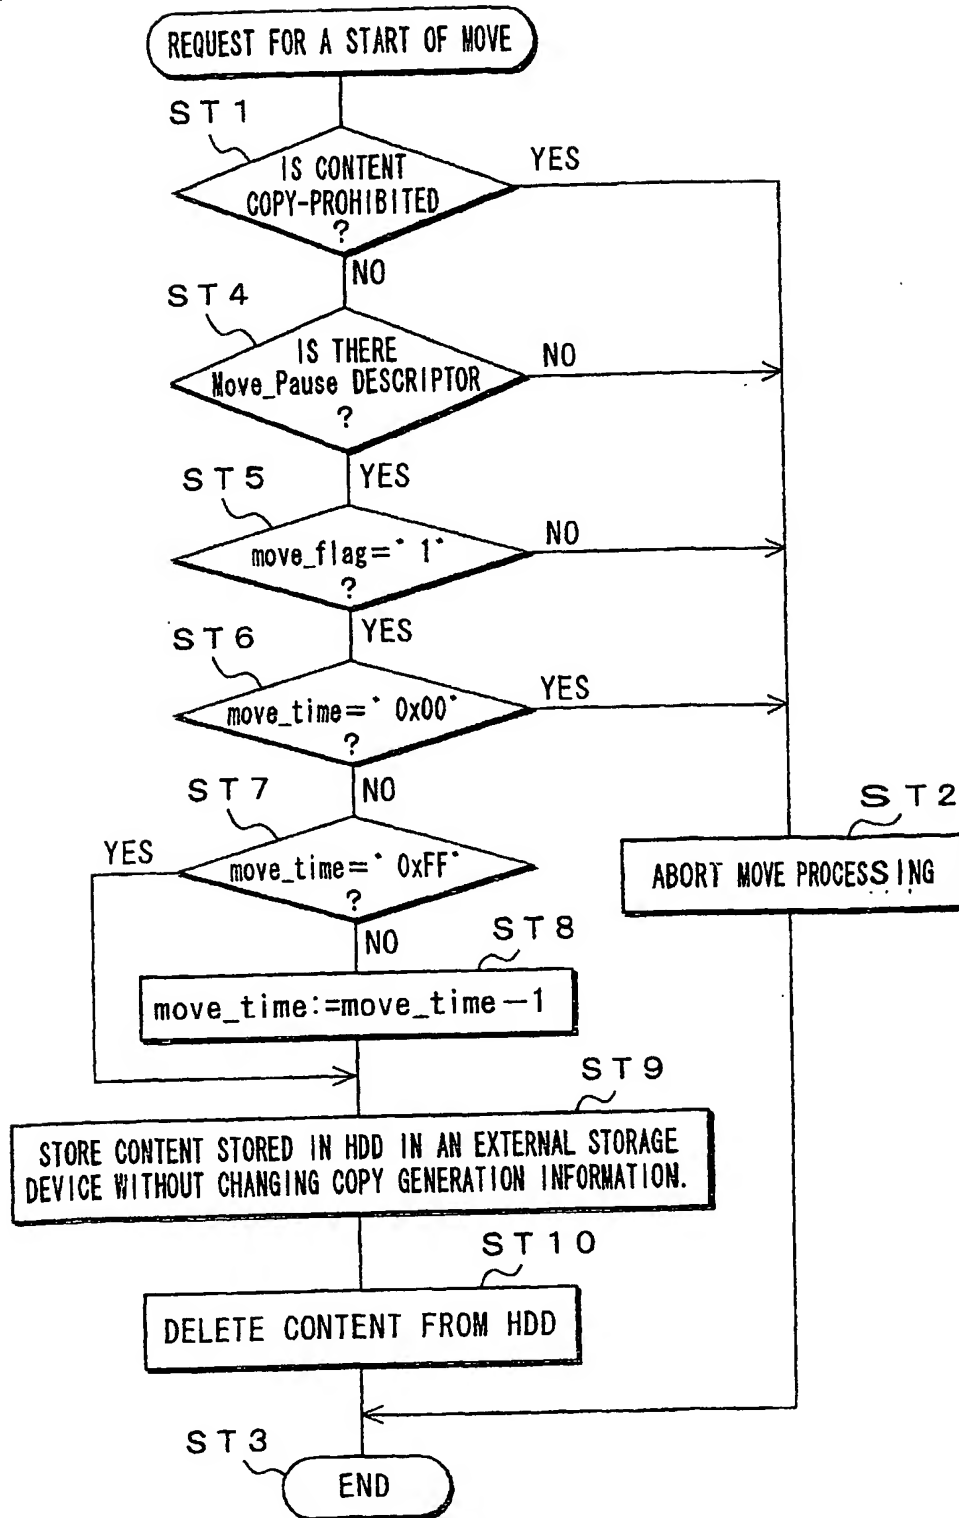 REQUEST FOR A START OF MOVE
ST1
IS CONTENT
COPY-PROHIBITED
?
YES
NO
ST4
IS THERE
Move_Pause DESCRIPTOR
?
NO
YES
ST5
move_flag=" 1"
?
NO
YES
ST6
move_time=" 0x00"
?
YES
NO
ST7
move_time=" 0xFF"
?
YES
NO
ST2
ABORT MOVE PROCESSING
ST8
move_time:=move_time-1
ST9
STORE CONTENT STORED IN HDD IN AN EXTERNAL STORAGE
DEVICE WITHOUT CHANGING COPY GENERATION INFORMATION.
ST10
DELETE CONTENT FROM HDD
ST3
END